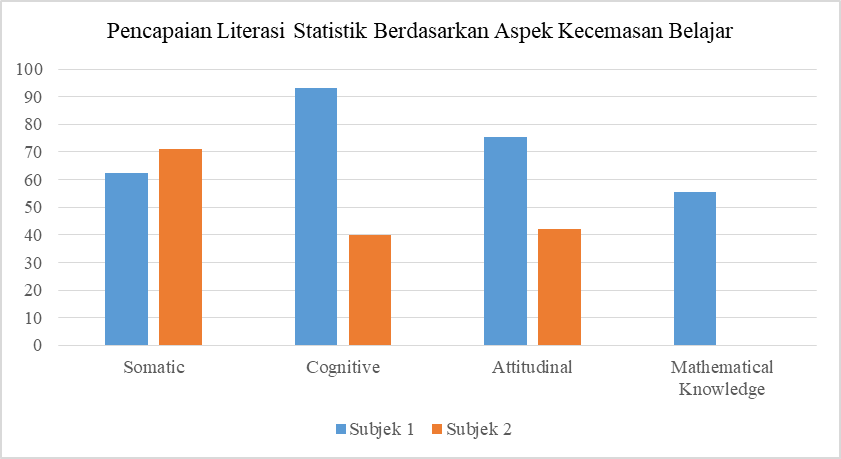 Pencapaian Literasi Statistik Berdasarkan Aspek Kecemasan Belajar
100
90
80
70
60
50
40
30
20
10
0
Somatic
Cognitive
Attitudinal
Mathematical
Knowledge
Subjek 1
Subjek 2